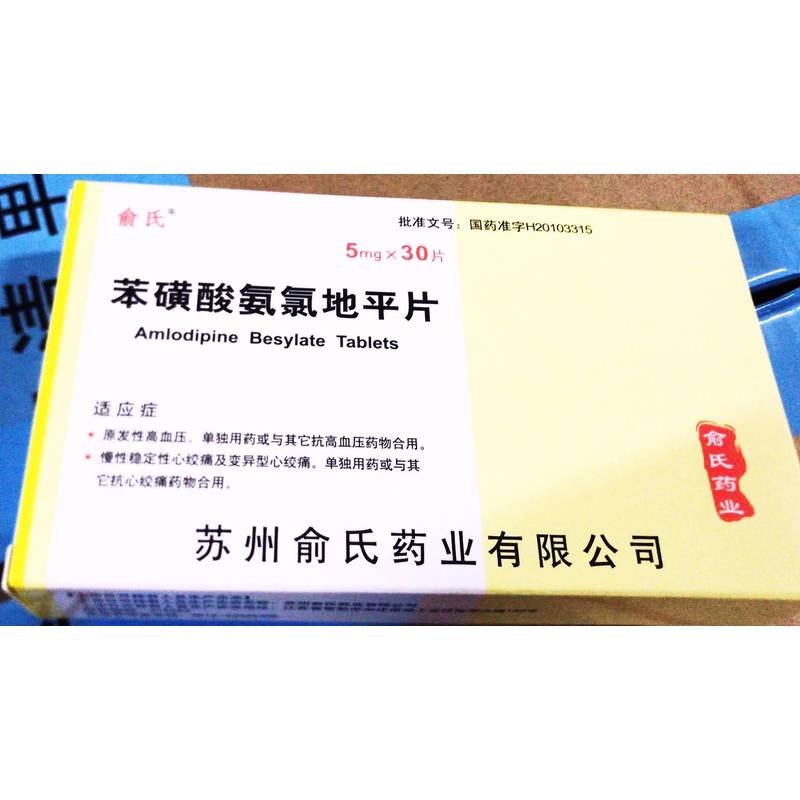 俞氏®
批准文号：国药准字H20103315
5mg×30片
苯磺酸氨氯地平片
Amlodipine Besylate Tablets
适应症
• 原发性高血压，单独用药或与其它抗高血压药物合用。
• 慢性稳定性心绞痛及变异型心绞痛。单独用药或与其
它抗心绞痛药物合用。
俞氏药业
苏州俞氏药业有限公司